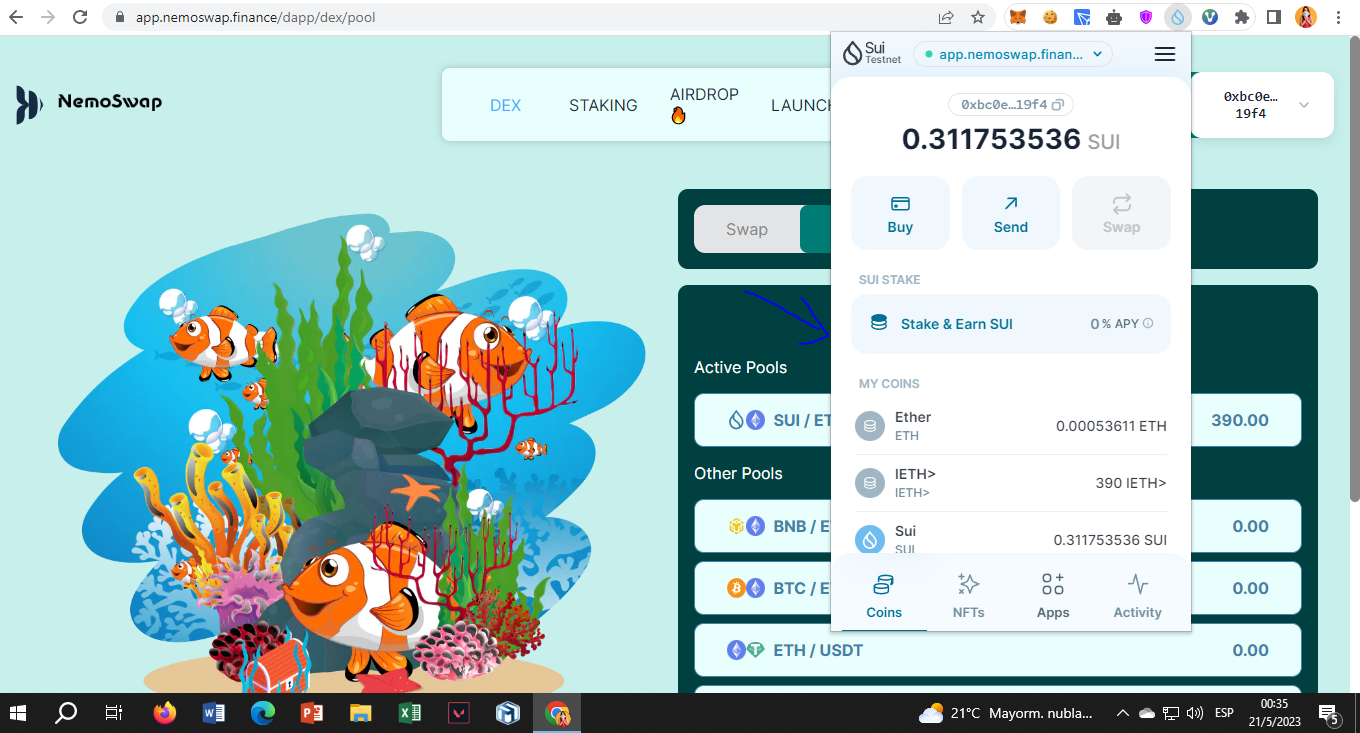 app.nemoswap.finance/dapp/dex/pool
NemoSwap
DEX
STAKING
AIRDROP
🔥
LAUNCH
0xbc0e...
19f4
Swap
Active Pools
SUI / ET
390.00
Other Pools
BNB / E
0.00
BTC / E
0.00
ETH / USDT
0.00
Sui
Testnet
app.nemoswap.finan...
0xbc0e...19f4
0.311753536 SUI
Buy
Send
Swap
SUI STAKE
Stake & Earn SUI
0 % APY
MY COINS
Ether
ETH
0.00053611 ETH
IETH>
IETH>
390 IETH>
Sui
SUI
0.311753536 SUI
Coins
NFTs
Apps
Activity
21°C Mayorm. nubla...
ESP
00:35
21/5/2023
5